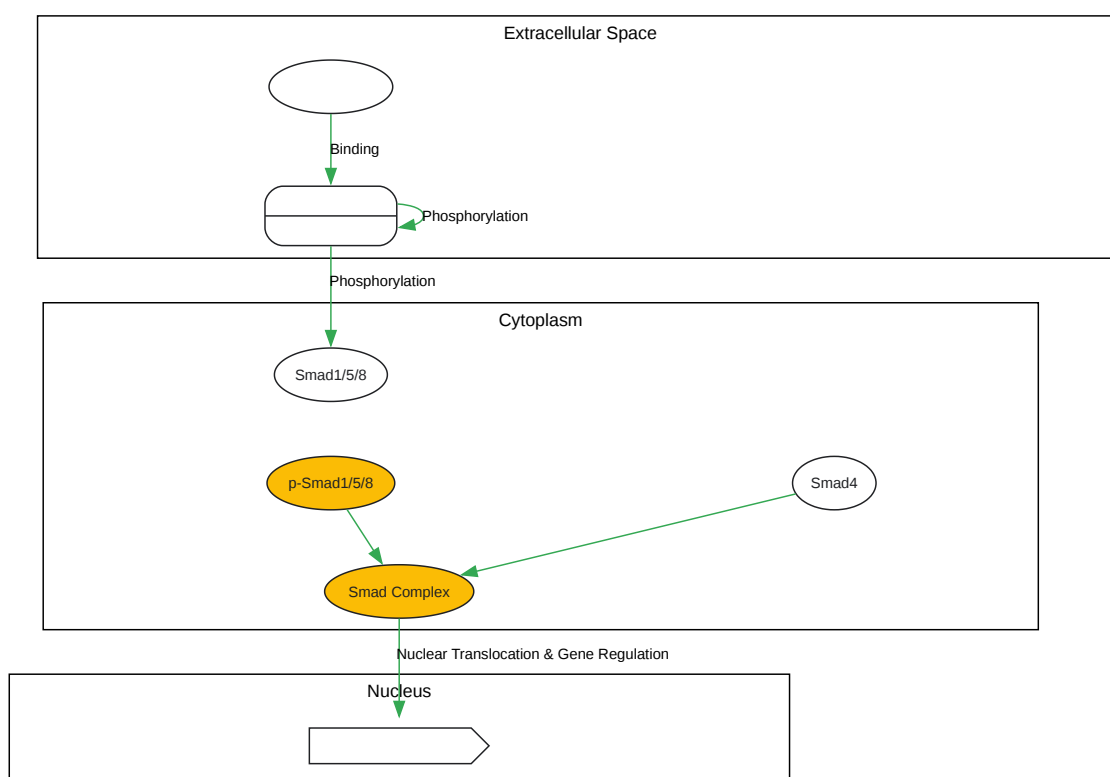 Extracellular Space
Binding
Phosphorylation
Phosphorylation
Cytoplasm
Smad1/5/8
p-Smad1/5/8
Smad4
Smad Complex
Nuclear Translocation & Gene Regulation
Nucleus